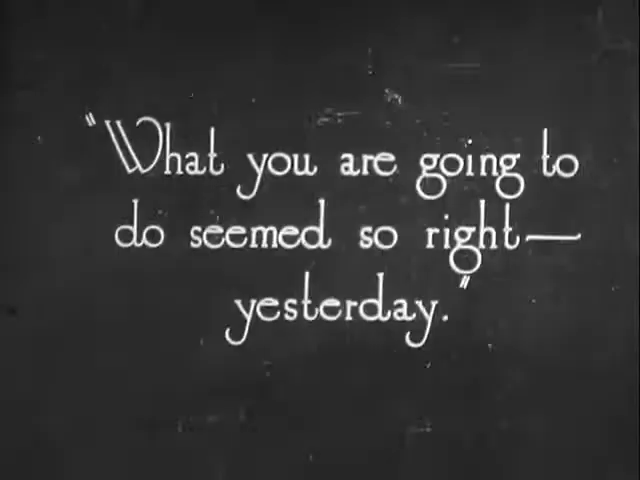 "What you are going to
do seemed so right—
yesterday."